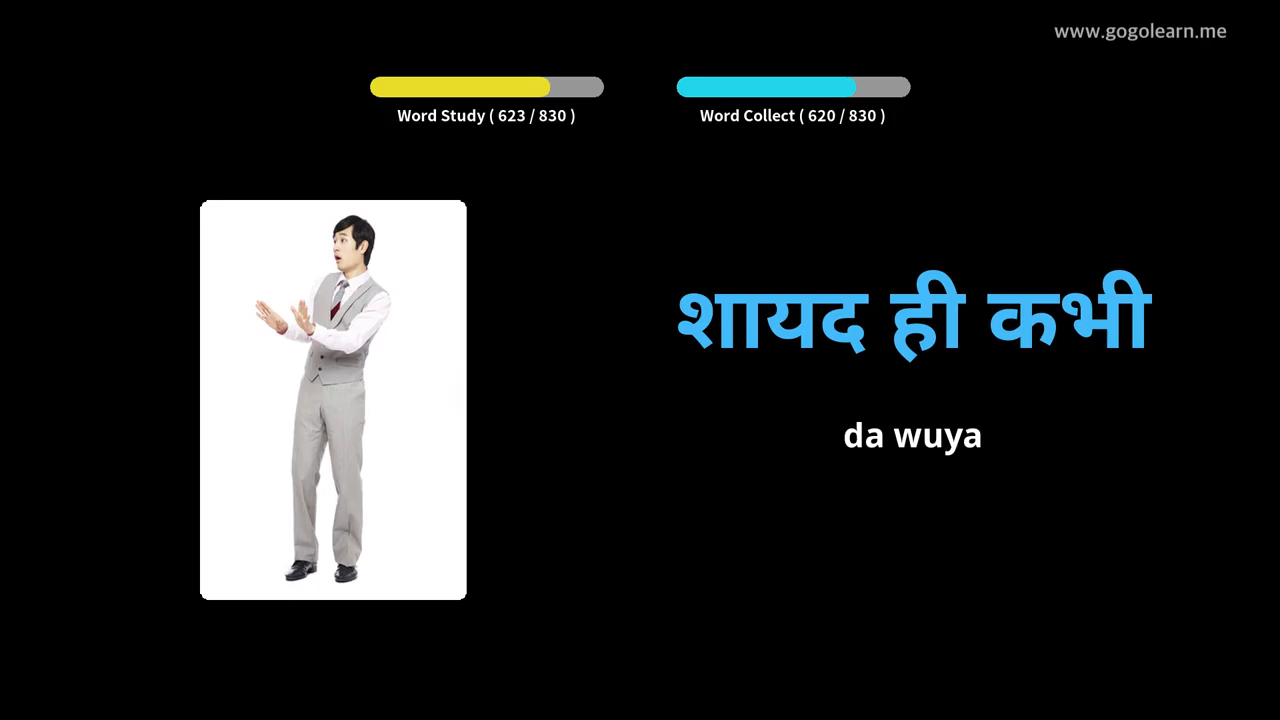 www.gogolearn.me
Word Study ( 623 / 830 )
Word Collect ( 620 / 830 )
शायद ही कभी
da wuya